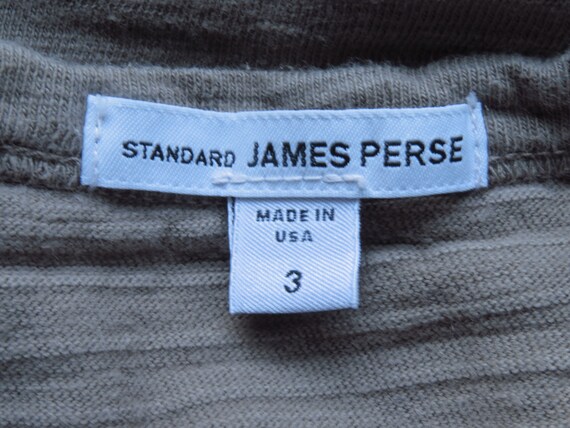 STANDARD JAMES PERSE
MADE IN
USA
3